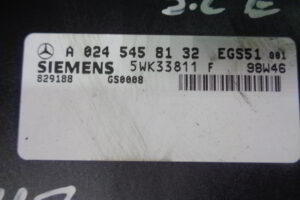 S.C E
A 024 545 81 32 EGS51 001
SIEMENS 5WK33811 F 98W46
829188 GS0008